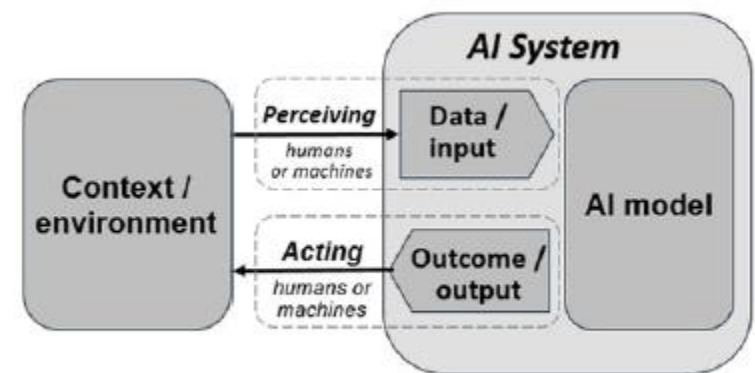 AI System
Perceiving
humans
or machines
Data /
input
Context /
environment
AI model
Acting
humans or
machines
Outcome /
output